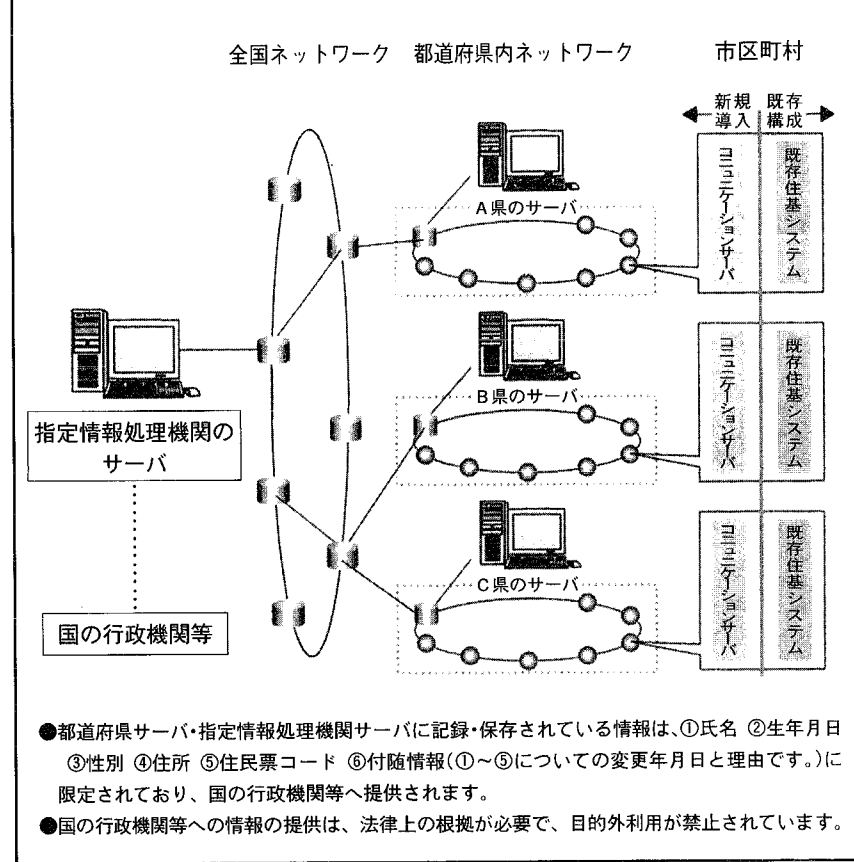 全国ネットワーク 都道府県内ネットワーク 市区町村
新規導入 既存構成
A県のサーバ
コミュニケーションサーバ
既存住基システム
B県のサーバ
コミュニケーションサーバ
既存住基システム
指定情報処理機関の
サーバ
C県のサーバ
コミュニケーションサーバ
既存住基システム
国の行政機関等
●都道府県サーバ・指定情報処理機関サーバに記録・保存されている情報は、①氏名 ②生年月日
③性別 ④住所 ⑤住民票コード ⑥付随情報(①〜⑤についての変更年月日と理由です。)に
限定されており、国の行政機関等へ提供されます。
●国の行政機関等への情報の提供は、法律上の根拠が必要で、目的外利用が禁止されています。